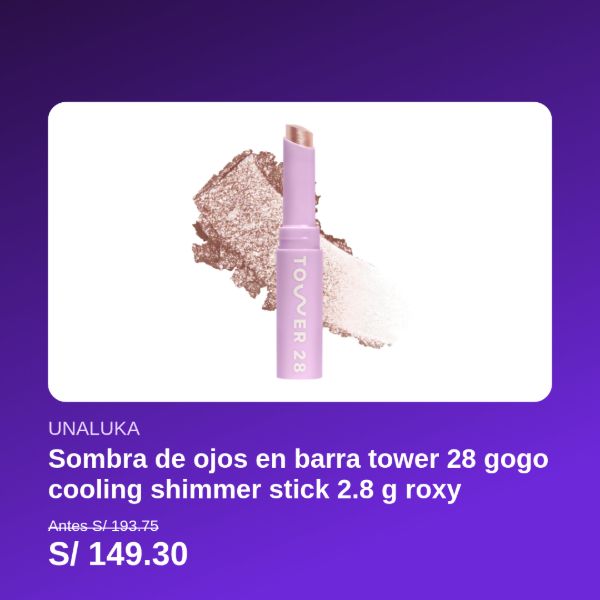 TOWER 28
UNALUKA
Sombra de ojos en barra tower 28 gogo
cooling shimmer stick 2.8 g roxy
Antes S/ 193.75
S/ 149.30